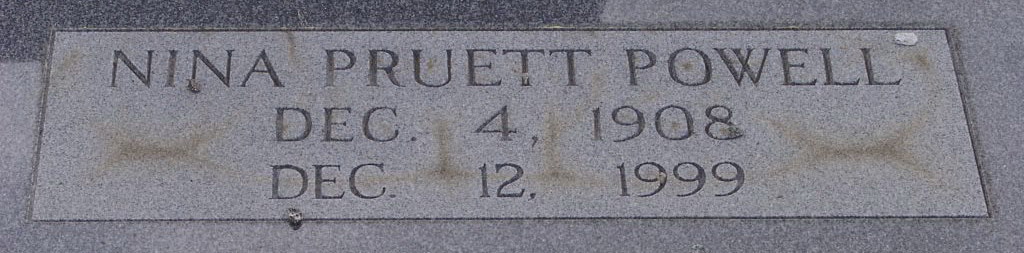 NINA PRUETT POWELL
DEC. 4, 1908
DEC. 12, 1999